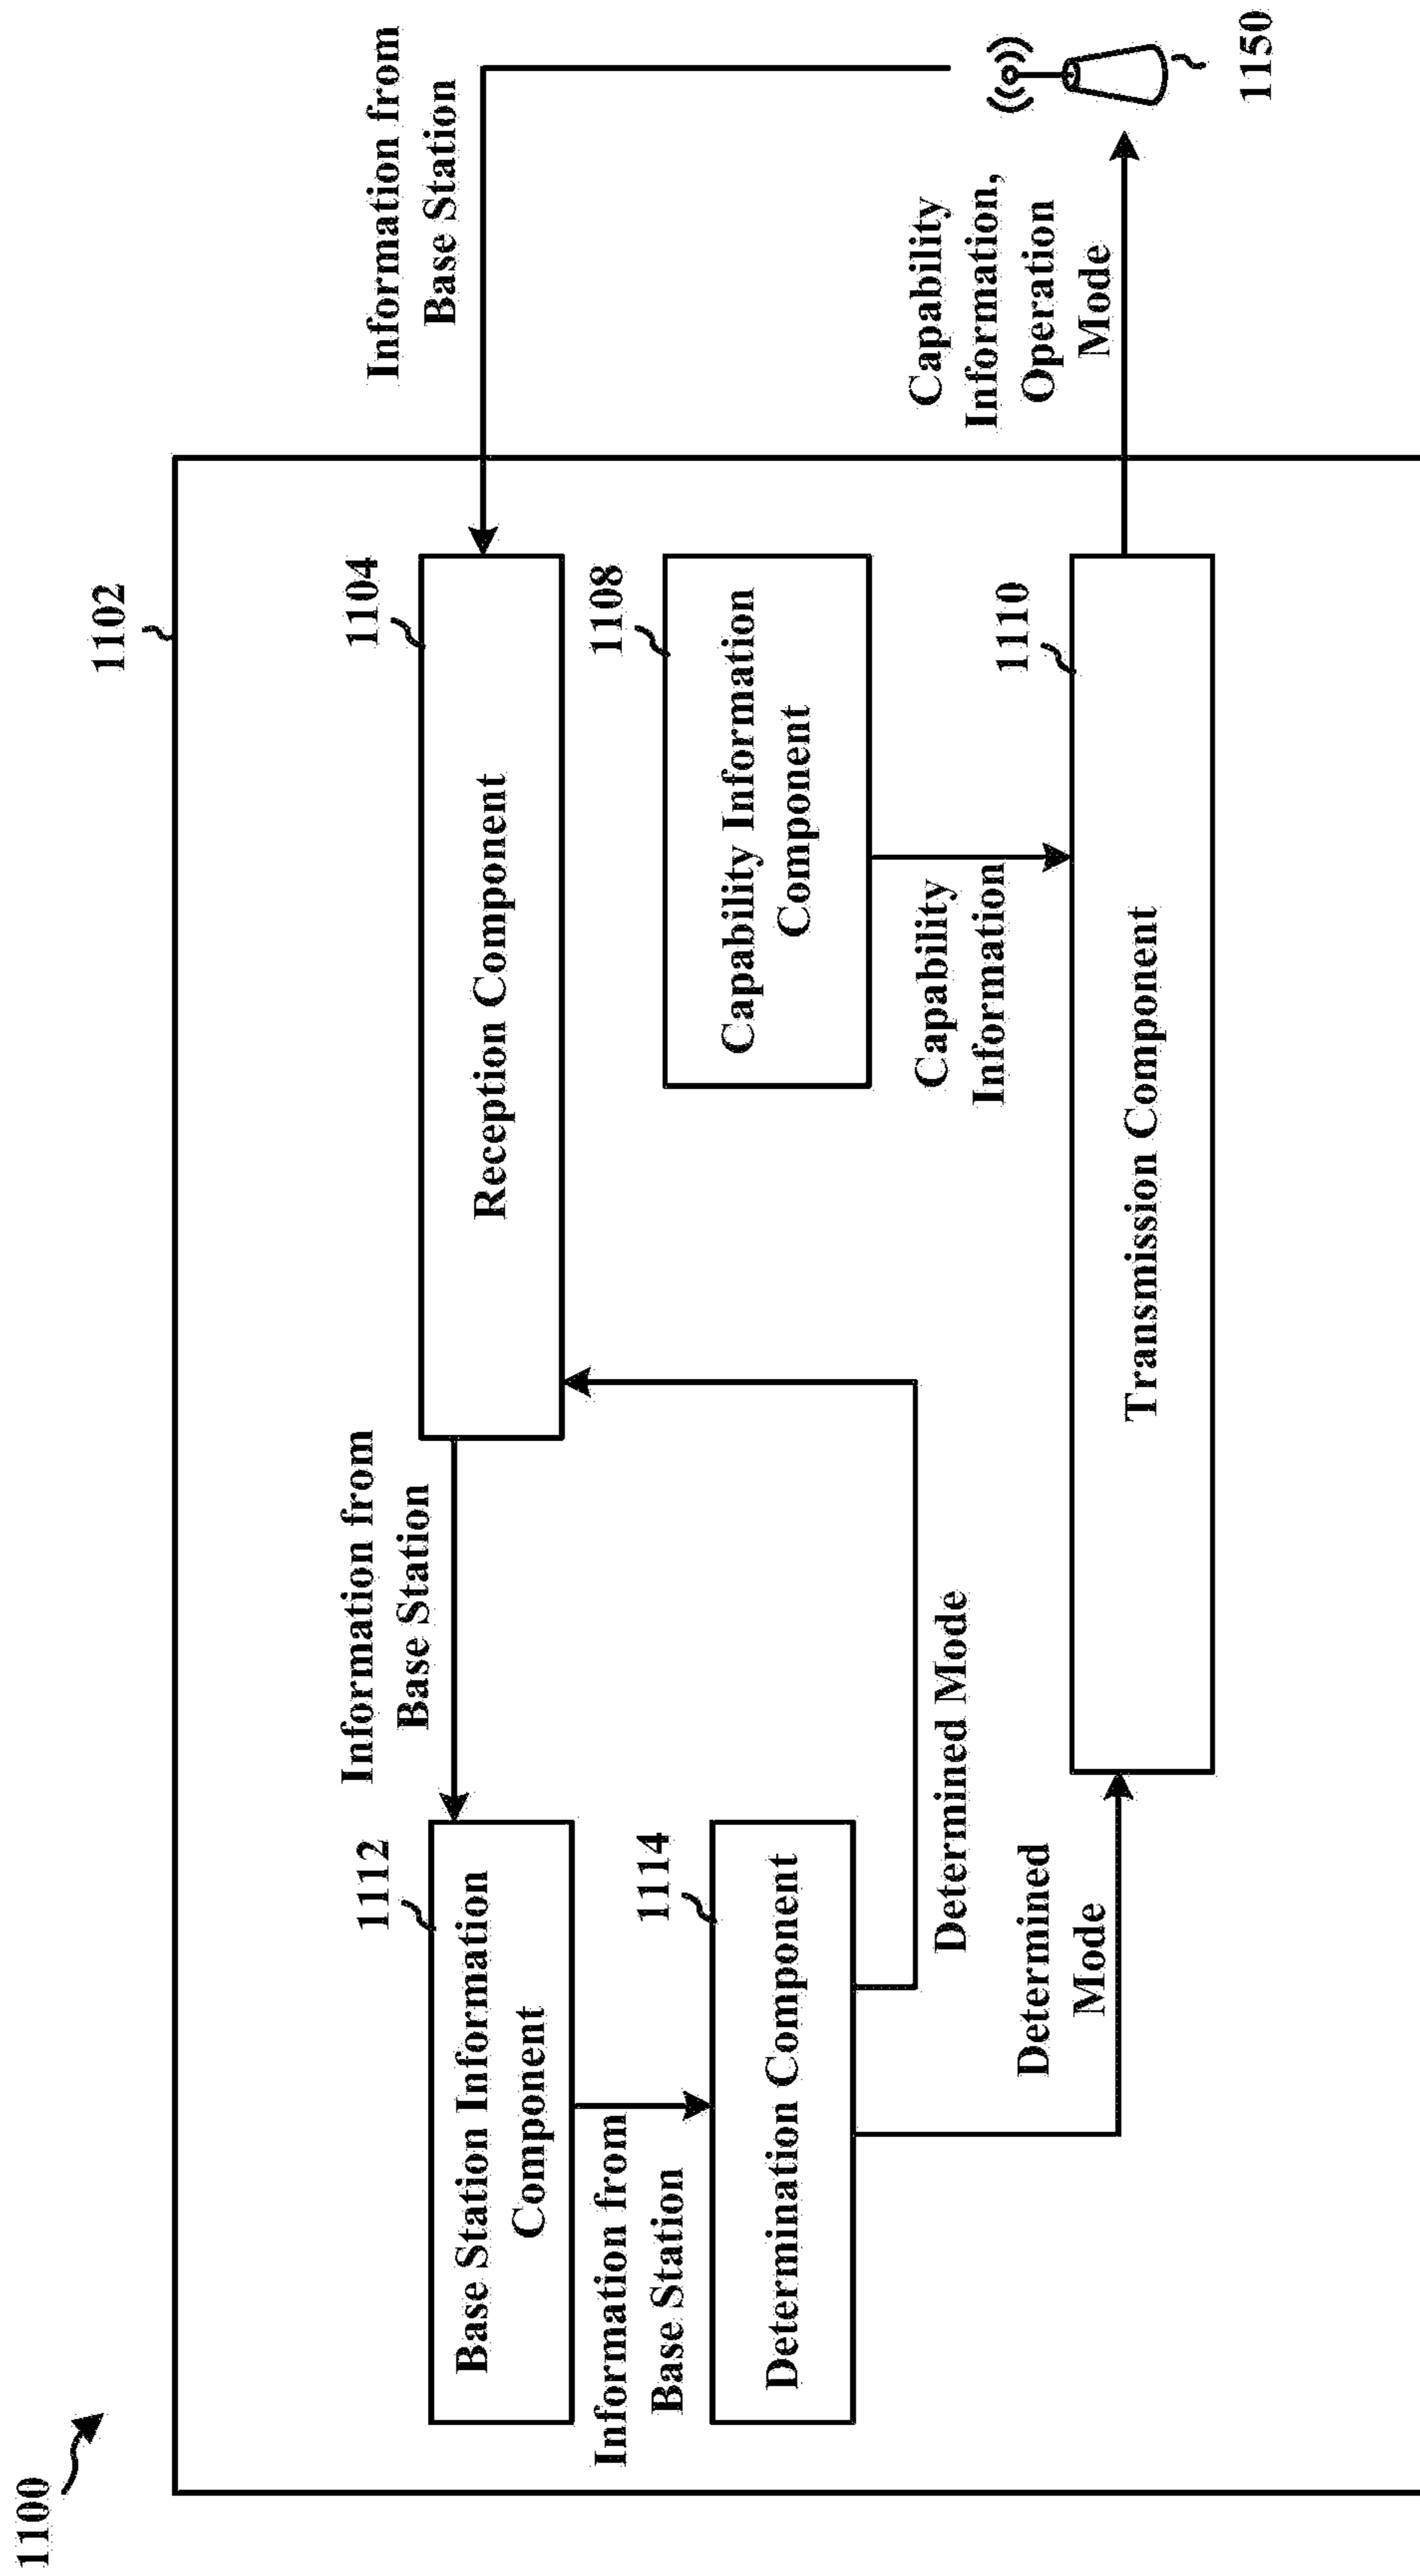 1100
1102
Information from
Base Station
1104
Reception Component
Information from
Base Station
1112
Base Station Information
Component
Information from
Base Station
1114
Determination Component
Determined Mode
Determined
Mode
1108
Capability Information
Component
Capability
Information
1110
Transmission Component
Capability
Information,
Operation
Mode
1150